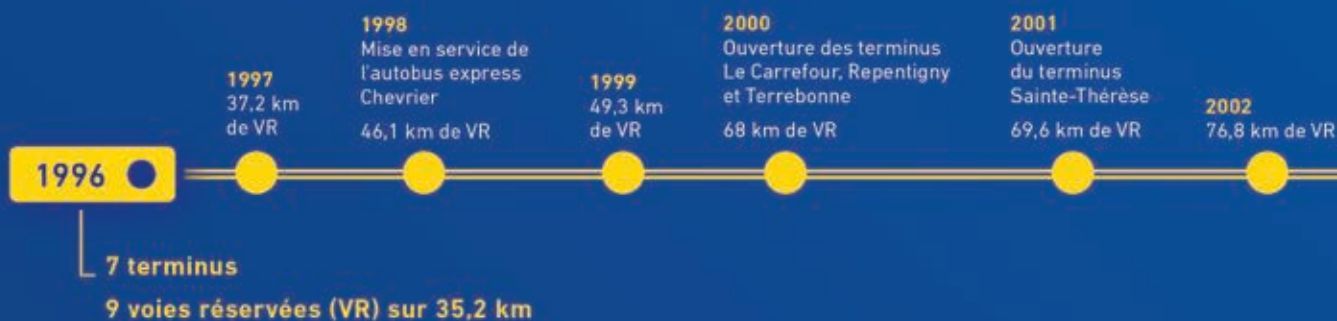 1996
7 terminus
9 voies réservées (VR) sur 35,2 km
1997
37,2 km
de VR
1998
Mise en service de
l'autobus express
Chevrier
46,1 km de VR
1999
49,3 km
de VR
2000
Ouverture des terminus
Le Carrefour, Repentigny
et Terrebonne
68 km de VR
2001
Ouverture
du terminus
Sainte-Thérèse
69,6 km de VR
2002
76,8 km de VR